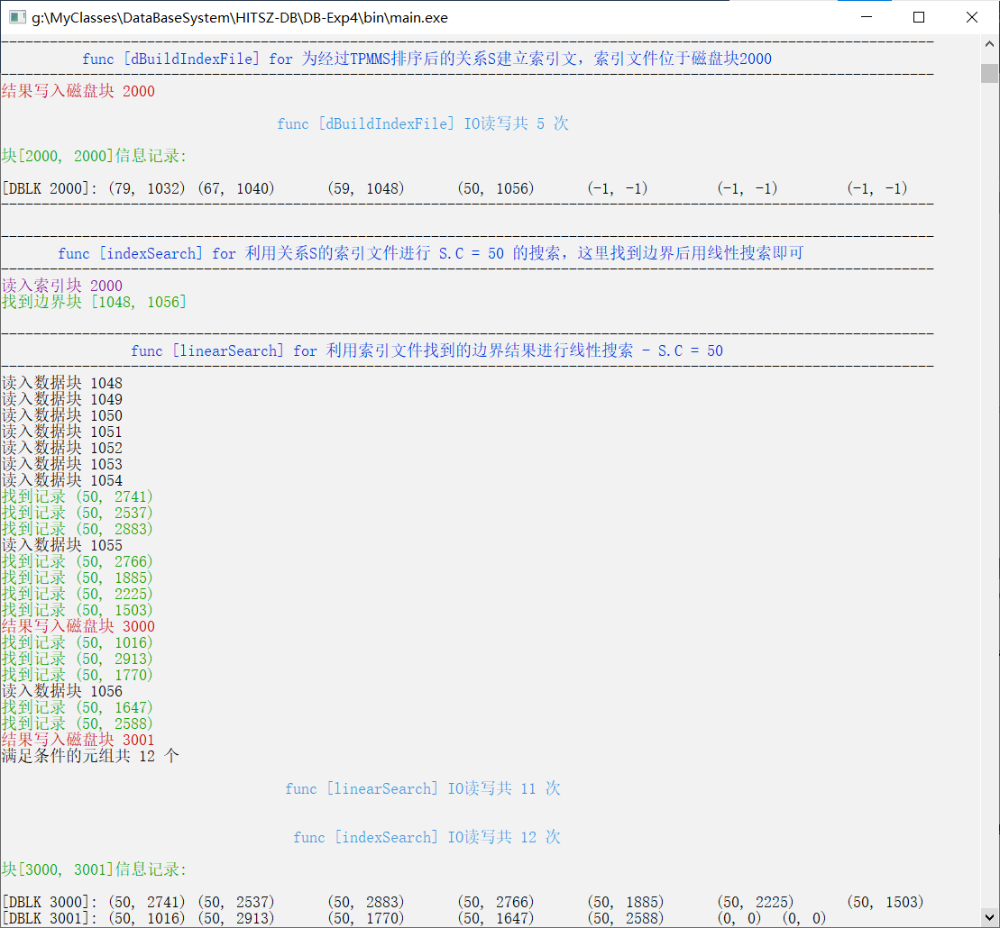 g:\MyClasses\DataBaseSystem\HITSZ-DB\DB-Exp4\bin\main.exe
-------------------------------------------------------------------------------------------------------------------
func [dBuildIndexFile] for 为经过TPMMS排序后的关系S建立索引文，索引文件位于磁盘块2000
-------------------------------------------------------------------------------------------------------------------
结果写入磁盘块 2000
func [dBuildIndexFile] IO读写共 5 次
块[2000, 2000]信息记录:
[DBLK 2000]: (79, 1032) (67, 1040) (59, 1048) (50, 1056) (-1, -1) (-1, -1) (-1, -1)
-------------------------------------------------------------------------------------------------------------------
-------------------------------------------------------------------------------------------------------------------
func [indexSearch] for 利用关系S的索引文件进行 S.C = 50 的搜索，这里找到边界后用线性搜索即可
-------------------------------------------------------------------------------------------------------------------
读入索引块 2000
找到边界块 [1048, 1056]
-------------------------------------------------------------------------------------------------------------------
func [linearSearch] for 利用索引文件找到的边界结果进行线性搜索 - S.C = 50
-------------------------------------------------------------------------------------------------------------------
读入数据块 1048
读入数据块 1049
读入数据块 1050
读入数据块 1051
读入数据块 1052
读入数据块 1053
读入数据块 1054
找到记录 (50, 2741)
找到记录 (50, 2537)
找到记录 (50, 2883)
读入数据块 1055
找到记录 (50, 2766)
找到记录 (50, 1885)
找到记录 (50, 2225)
找到记录 (50, 1503)
结果写入磁盘块 3000
找到记录 (50, 1016)
找到记录 (50, 2913)
找到记录 (50, 1770)
读入数据块 1056
找到记录 (50, 1647)
找到记录 (50, 2588)
结果写入磁盘块 3001
满足条件的元组共 12 个
func [linearSearch] IO读写共 11 次
func [indexSearch] IO读写共 12 次
块[3000, 3001]信息记录:
[DBLK 3000]: (50, 2741) (50, 2537) (50, 2883) (50, 2766) (50, 1885) (50, 2225) (50, 1503)
[DBLK 3001]: (50, 1016) (50, 2913) (50, 1770) (50, 1647) (50, 2588) (0, 0) (0, 0)